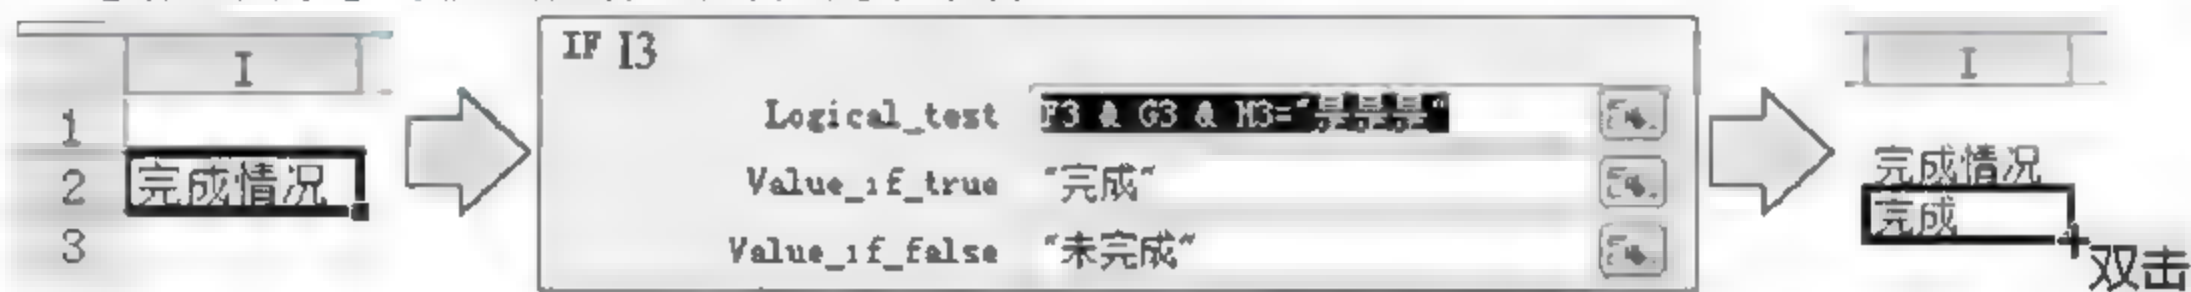 I
1
2 完成情况
3
IF I3
Logical_test F3 & G3 & H3="是是是"
Value_if_true "完成"
Value_if_false "未完成"
I
完成情况
完成
双击